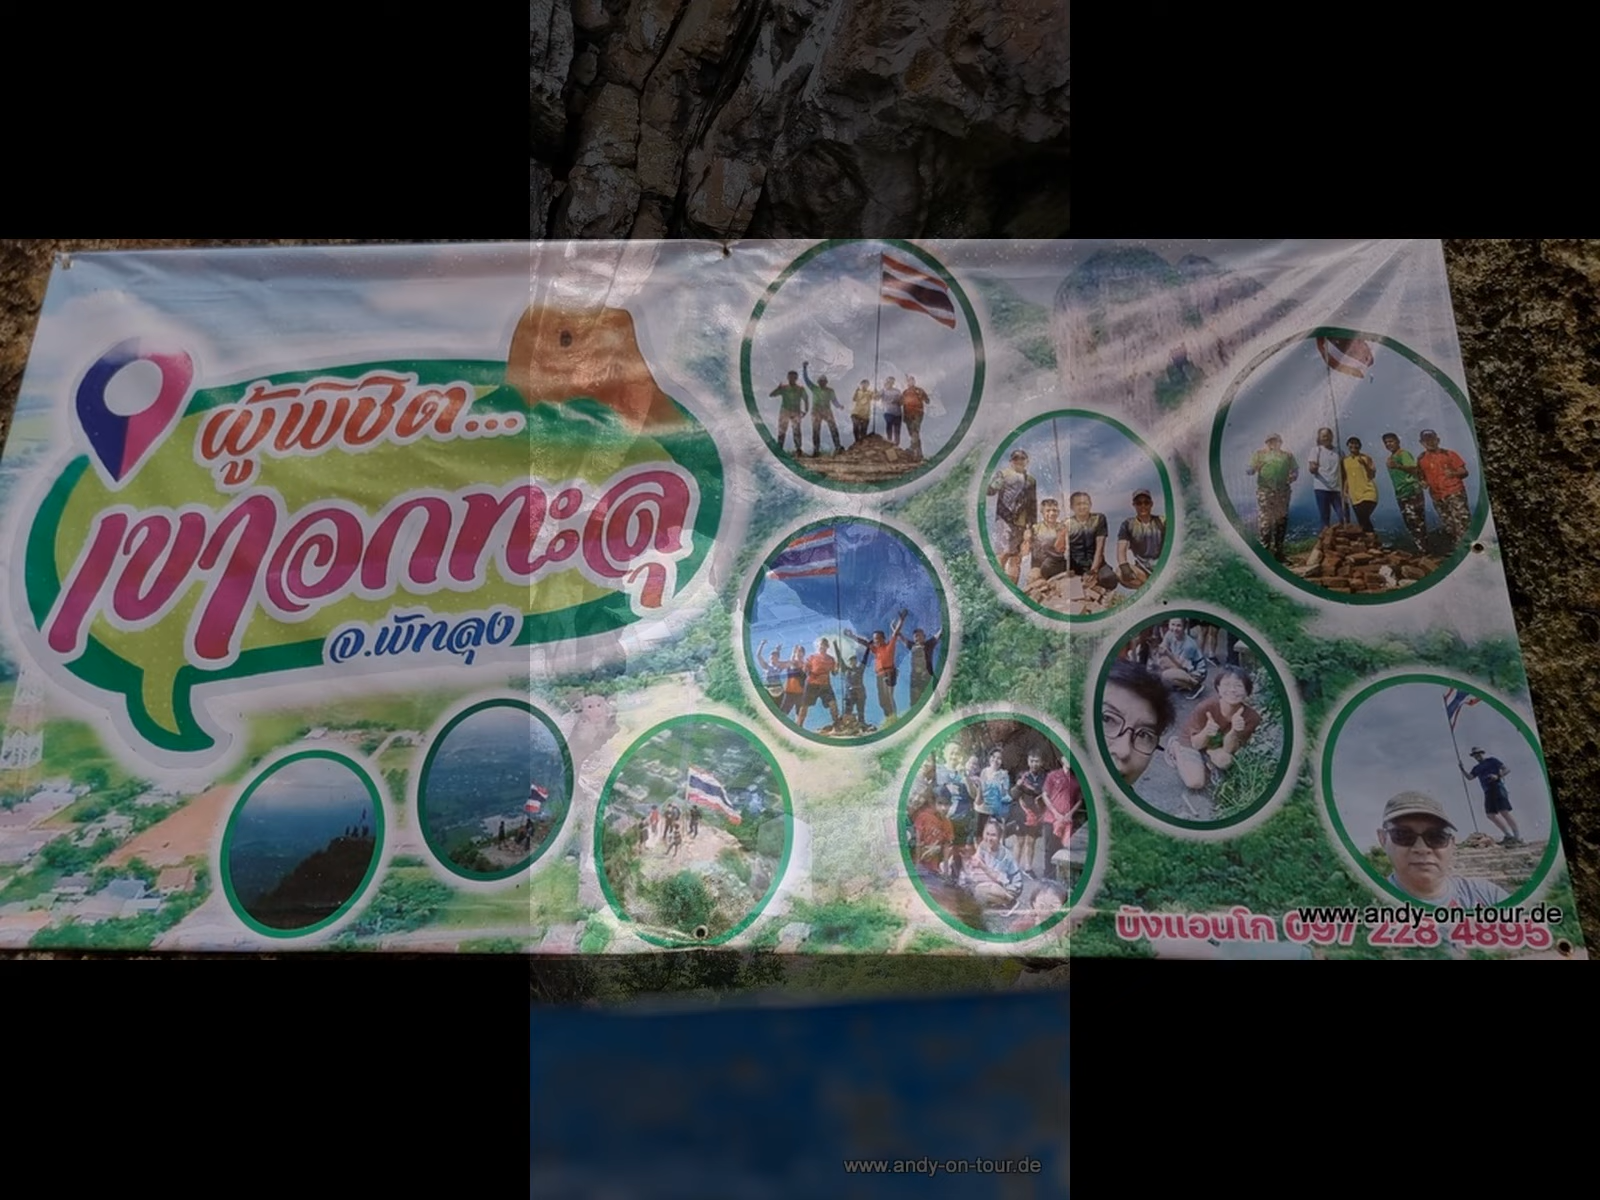 ผู้พิชิต...
เขาอกทะลุ
จ.พัทลุง
บังแอนโก 097 228 4895
www.andy-on-tour.de
www.andy-on-tour.de